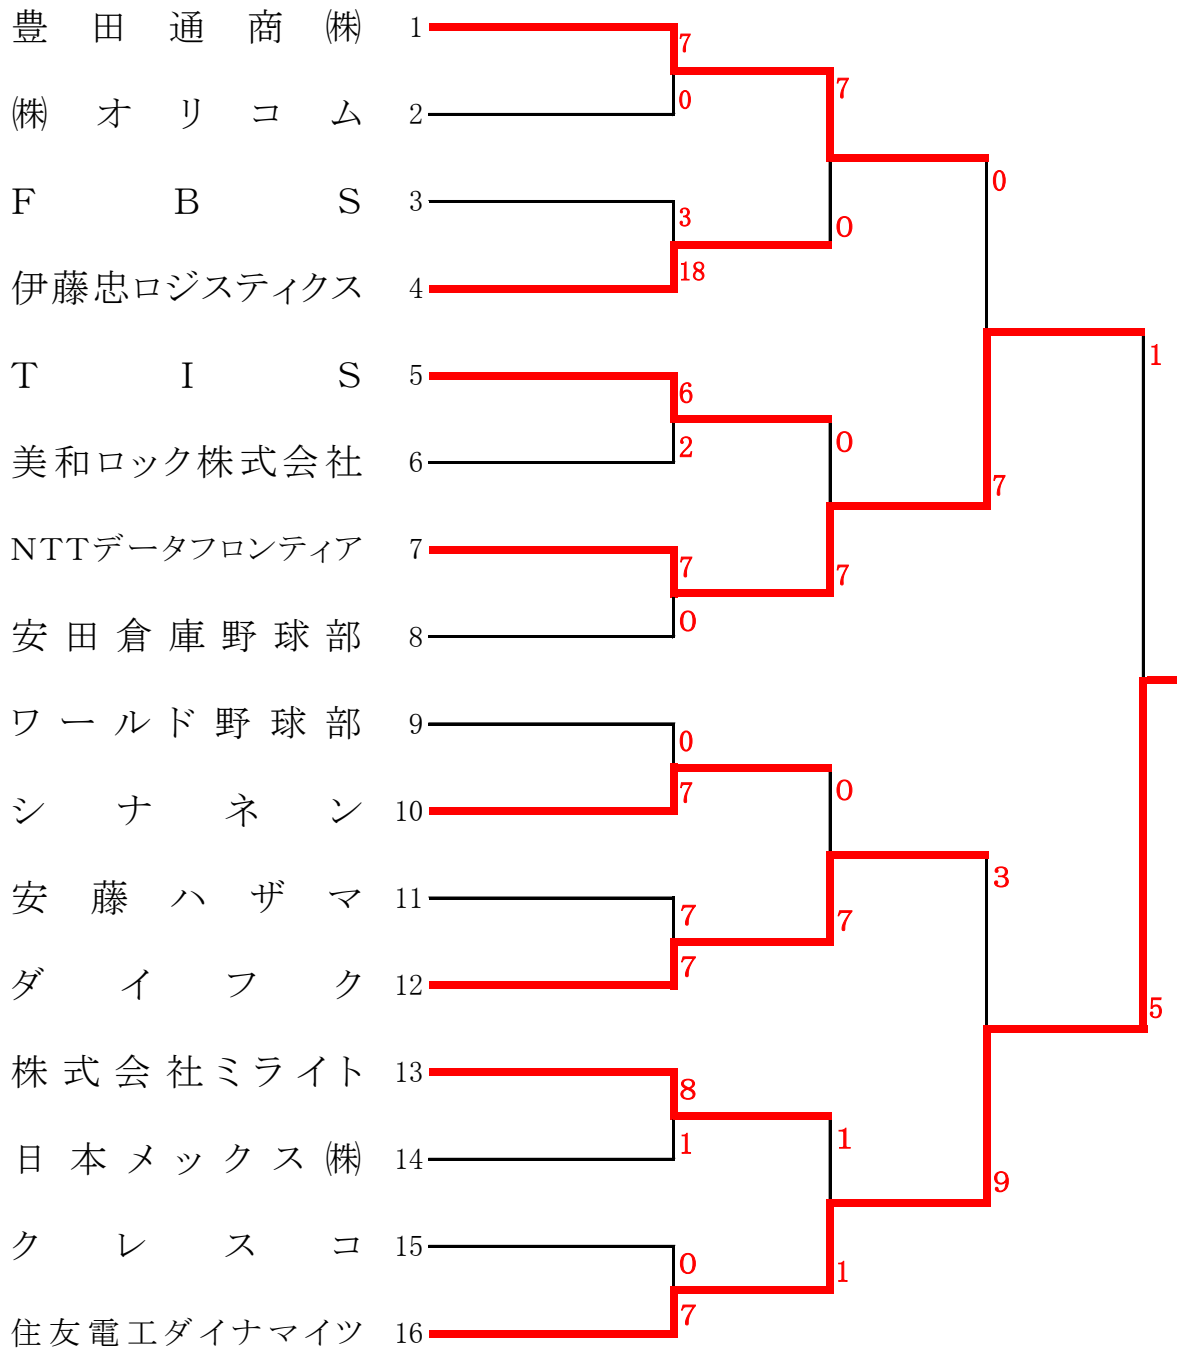 豊田通商㈱ 1
7
7
㈱オリコム 2
0
0
FBS 3
3
0
伊藤忠ロジスティクス 4
18
1
TIS 5
6
0
美和ロック株式会社 6
2
7
NTTデータフロンティア 7
7
7
安田倉庫野球部 8
0
ワールド野球部 9
0
0
シナネン 10
7
3
安藤ハザマ 11
7
7
ダイフク 12
7
5
株式会社ミライト 13
8
1
日本メックス㈱ 14
1
9
クレスコ 15
0
1
住友電工ダイナマイツ 16
7